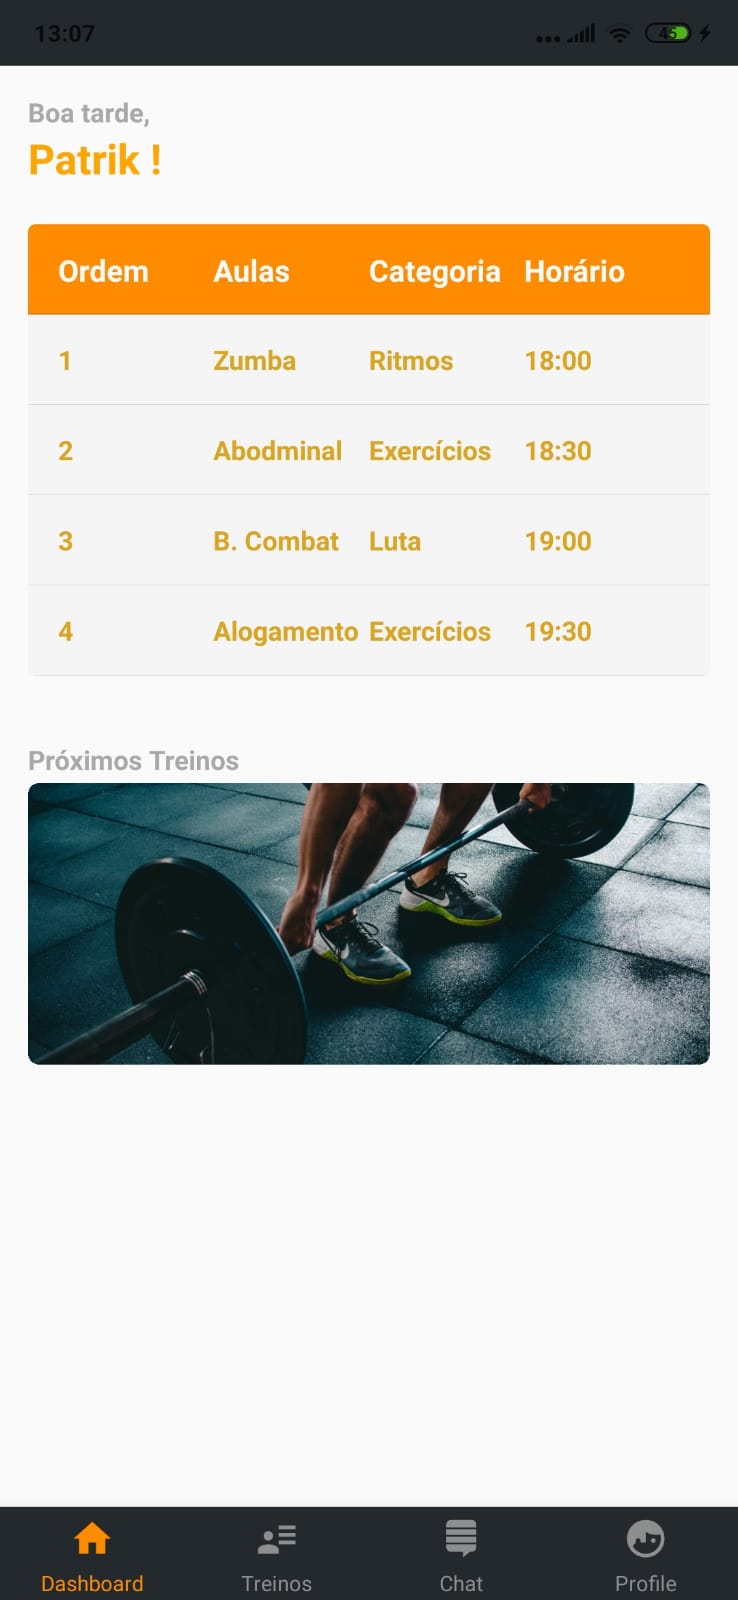 13:07
45
Boa tarde,
Patrik !
Ordem Aulas Categoria Horário
1 Zumba Ritmos 18:00
2 Abodminal Exercícios 18:30
3 B. Combat Luta 19:00
4 Alogamento Exercícios 19:30
Próximos Treinos
Dashboard Treinos Chat Profile